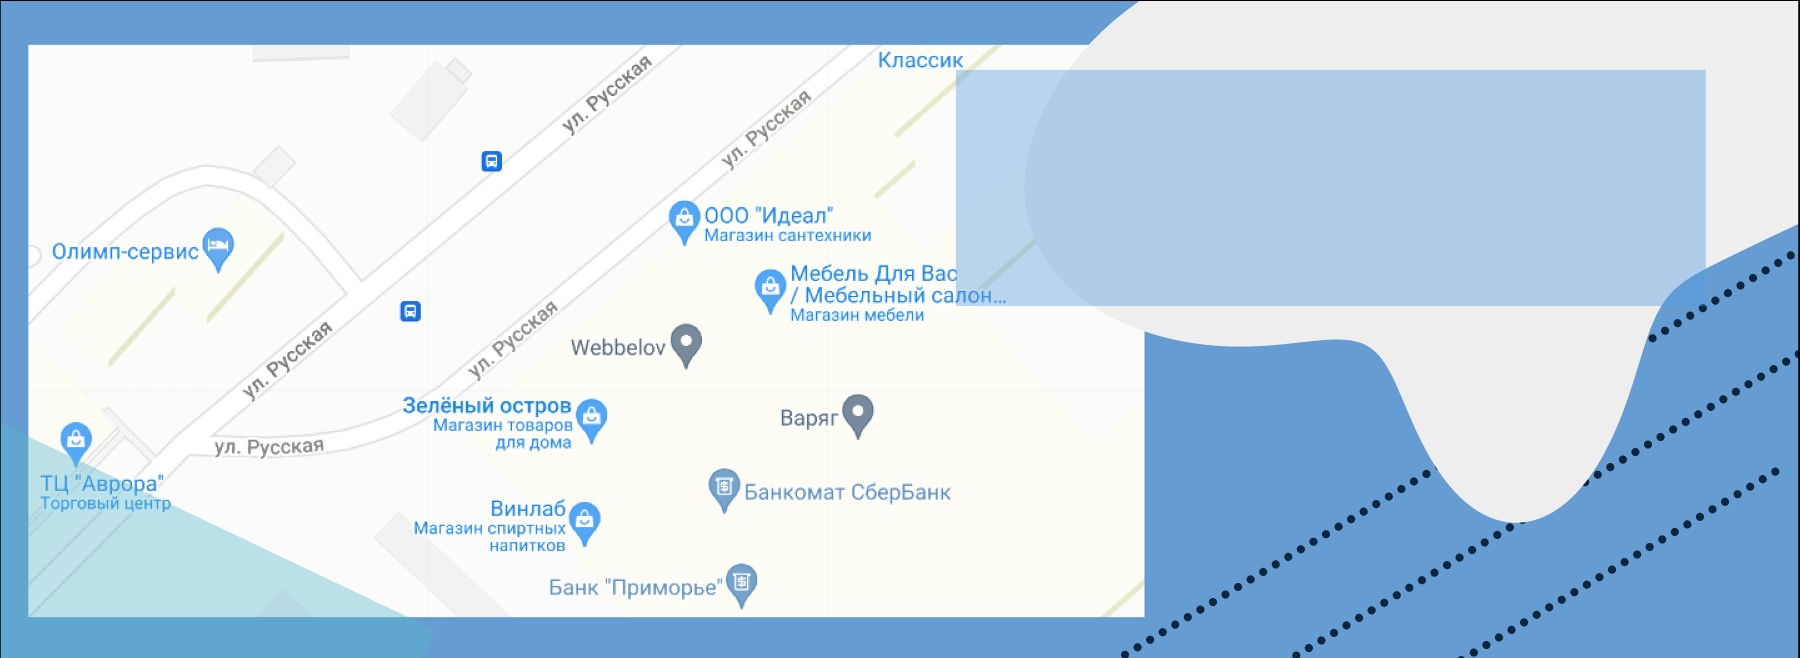 Классик
ул. Русская
ул. Русская
ООО "Идеал"
Магазин сантехники
Олимп-сервис
Мебель Для Вас
/ Мебельный салон...
Магазин мебели
ул. Русская
ул. Русская
Webbelov
Зелёный остров
Магазин товаров
для дома
Варяг
ул. Русская
ТЦ "Аврора"
Торговый центр
Банкомат СберБанк
Винлаб
Магазин спиртных
напитков
Банк "Приморье"